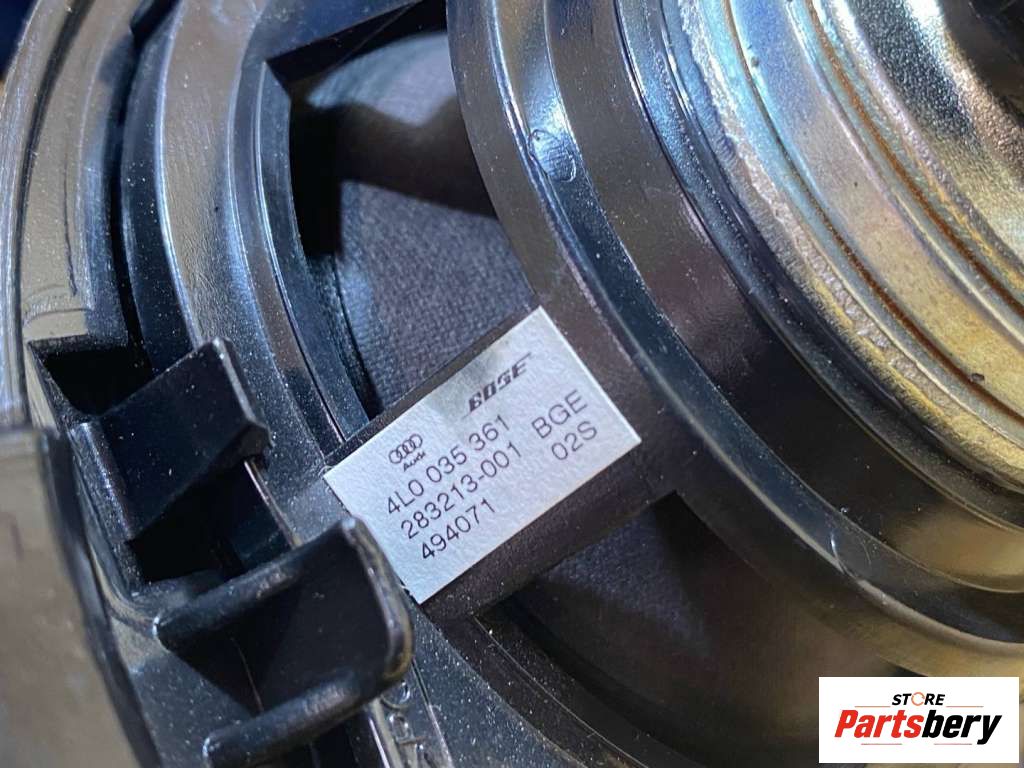 BOSE
Audi
4L0 035 361
283213-001 BGE
494071 02S
STORE
Partsbery